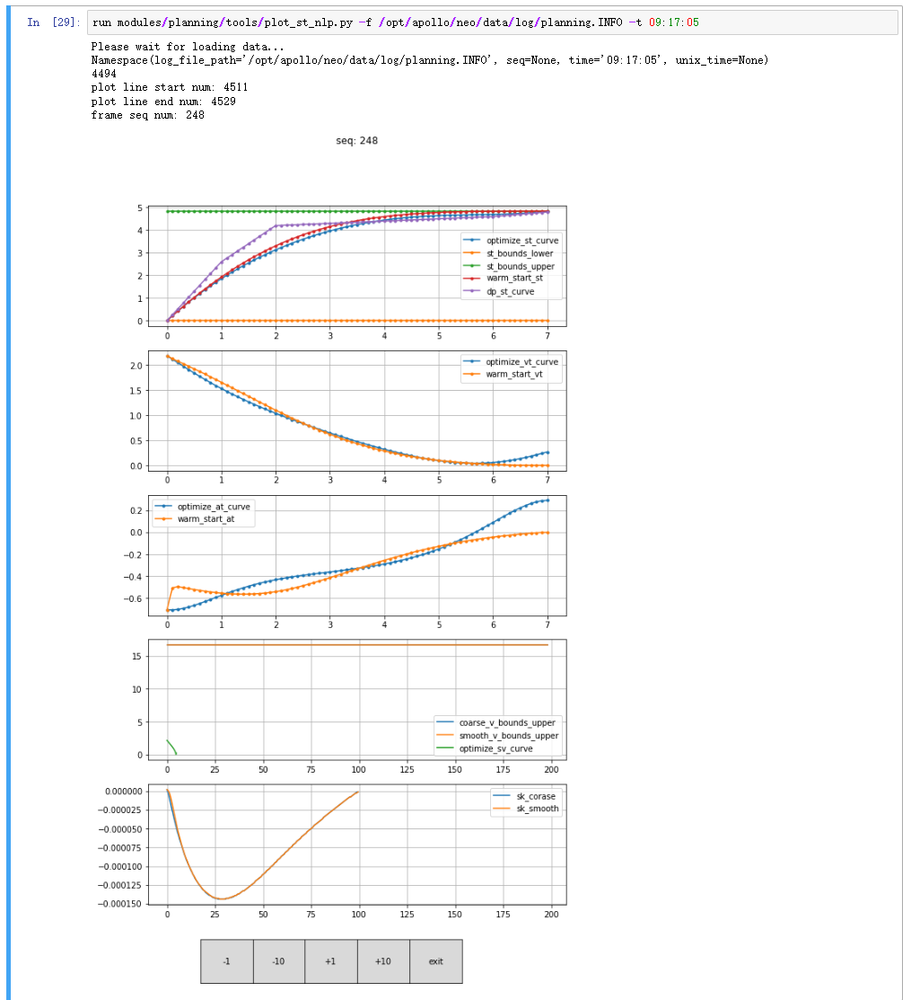 In [29]: run modules/planning/tools/plot_st_nlp.py -f /opt/apollo/neo/data/log/planning.INFO -t 09:17:05
Please wait for loading data...
Namespace(log_file_path='/opt/apollo/neo/data/log/planning.INFO', seq=None, time='09:17:05', unix_time=None)
4494
plot line start num: 4511
plot line end num: 4529
frame seq num: 248
seq: 248
5
4
3
2
1
0
optimize_st_curve
st_bounds_lower
st_bounds_upper
warm_start_st
dp_st_curve
0 1 2 3 4 5 6 7
2.0
1.5
1.0
0.5
0.0
optimize_vt_curve
warm_start_vt
0 1 2 3 4 5 6 7
0.2
0.0
−0.2
−0.4
−0.6
optimize_at_curve
warm_start_at
0 1 2 3 4 5 6 7
15
10
5
0
coarse_v_bounds_upper
smooth_v_bounds_upper
optimize_sv_curve
0 25 50 75 100 125 150 175 200
0.000000
−0.000025
−0.000050
−0.000075
−0.000100
−0.000125
−0.000150
sk_corase
sk_smooth
0 25 50 75 100 125 150 175 200
-1 -10 +1 +10 exit